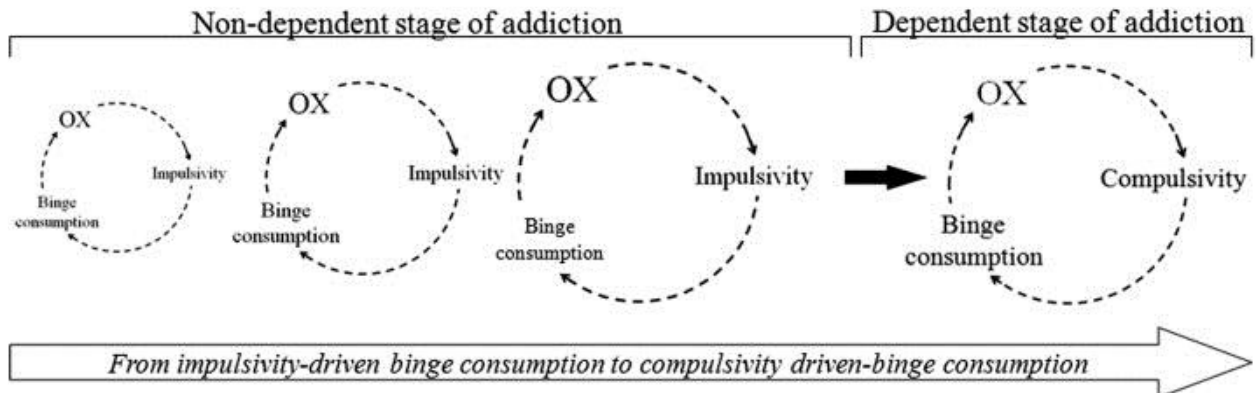 Non-dependent stage of addiction
Dependent stage of addiction
OX
Impulsivity
Binge
consumption
OX
Impulsivity
Binge
consumption
OX
Impulsivity
Binge
consumption
OX
Compulsivity
Binge
consumption
From impulsivity-driven binge consumption to compulsivity driven-binge consumption